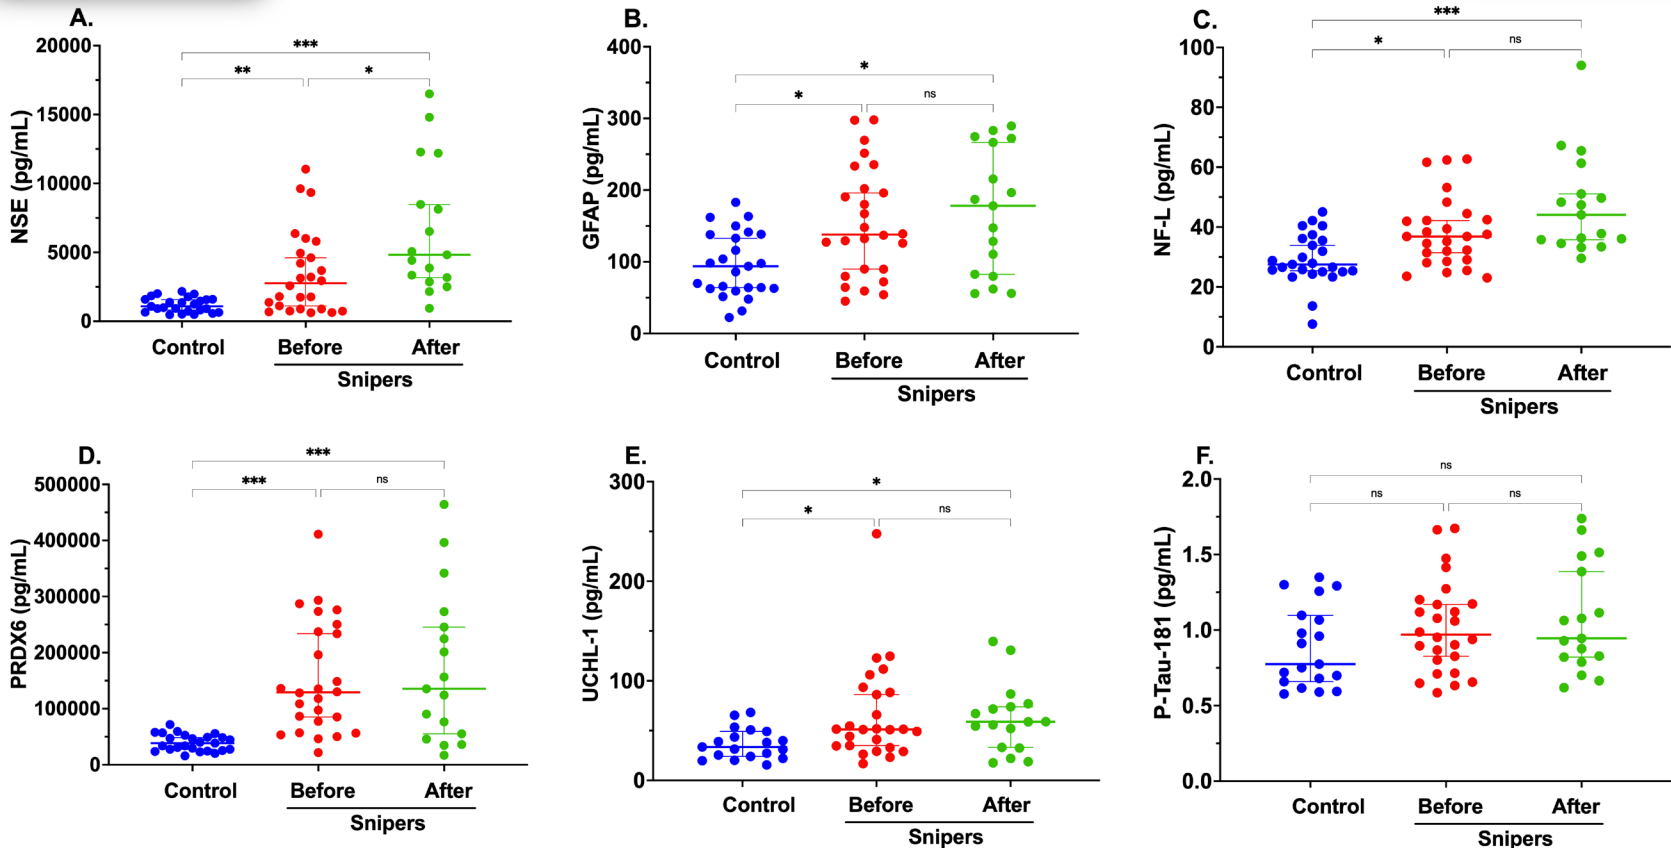 A.
***
**
*
NSE (pg/mL)
20000
15000
10000
5000
0
Control
Before
After
Snipers
B.
*
*
ns
GFAP (pg/mL)
400
300
200
100
0
Control
Before
After
Snipers
C.
***
*
ns
NF-L (pg/mL)
100
80
60
40
20
0
Control
Before
After
Snipers
D.
***
***
ns
PRDX6 (pg/mL)
500000
400000
300000
200000
100000
0
Control
Before
After
Snipers
E.
*
*
ns
UCHL-1 (pg/mL)
300
200
100
0
Control
Before
After
Snipers
F.
ns
ns
ns
P-Tau-181 (pg/mL)
2.0
1.5
1.0
0.5
0.0
Control
Before
After
Snipers